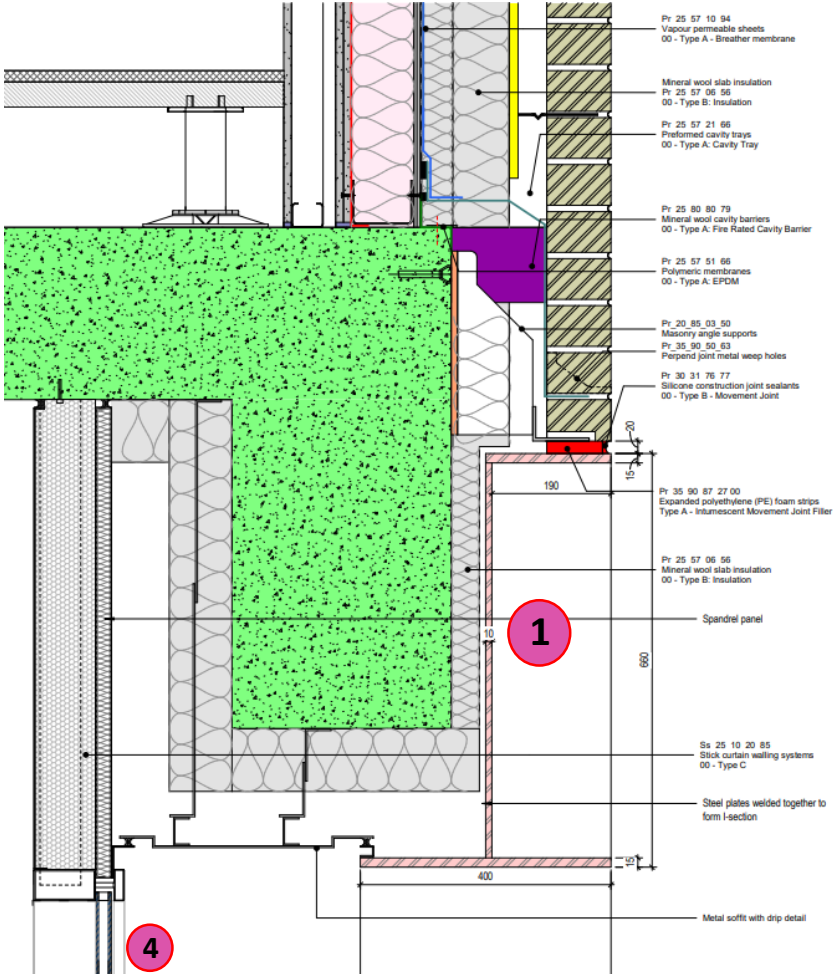 Pr 25 57 10 94
Vapour permeable sheets
00 - Type A - Breather membrane
Mineral wool slab insulation
Pr 25 57 06 56
00 - Type B: Insulation
Pr 25 57 21 66
Preformed cavity trays
00 - Type A: Cavity Tray
Pr 25 80 80 79
Mineral wool cavity barriers
00 - Type A: Fire Rated Cavity Barrier
Pr 25 57 51 66
Polymeric membranes
00 - Type A: EPDM
Pr_20_85_03_50
Masonry angle supports
Pr_35_90_50_63
Perpend joint metal weep holes
Pr 30 31 76 77
Silicone construction joint sealants
00 - Type B - Movement Joint
20
15
190
Pr 35 90 87 27 00
Expanded polyethylene (PE) foam strips
Type A - Intumescent Movement Joint Filler
Pr 25 57 06 56
Mineral wool slab insulation
00 - Type B: Insulation
Spandrel panel
10
1
660
Ss 25 10 20 85
Stick curtain walling systems
00 - Type C
Steel plates welded together to
form I-section
15
400
Metal soffit with drip detail
4